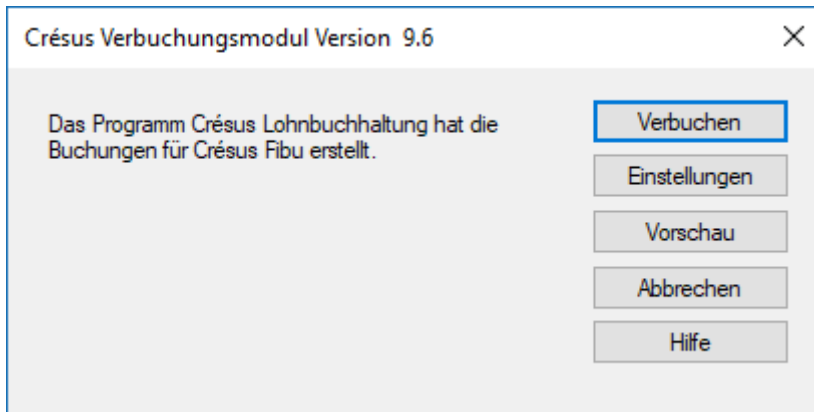 Crésus Verbuchungsmodul Version 9.6
Das Programm Crésus Lohnbuchhaltung hat die
Buchungen für Crésus Fibu erstellt.
Verbuchen
Einstellungen
Vorschau
Abbrechen
Hilfe